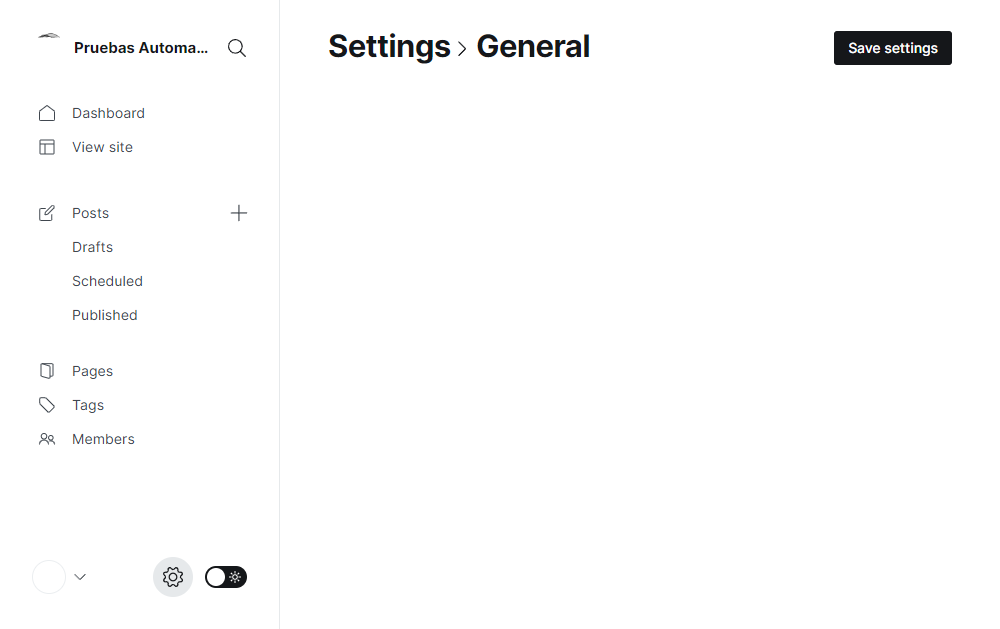 Pruebas Automa...
Settings > General
Save settings
Dashboard
View site
Posts
Drafts
Scheduled
Published
Pages
Tags
Members